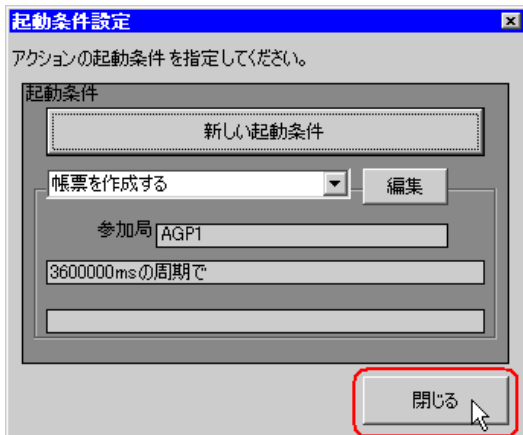 起動条件設定
アクションの起動条件を指定してください。
起動条件
新しい起動条件
帳票を作成する
編集
参加局 AGP1
3600000msの周期で
閉じる